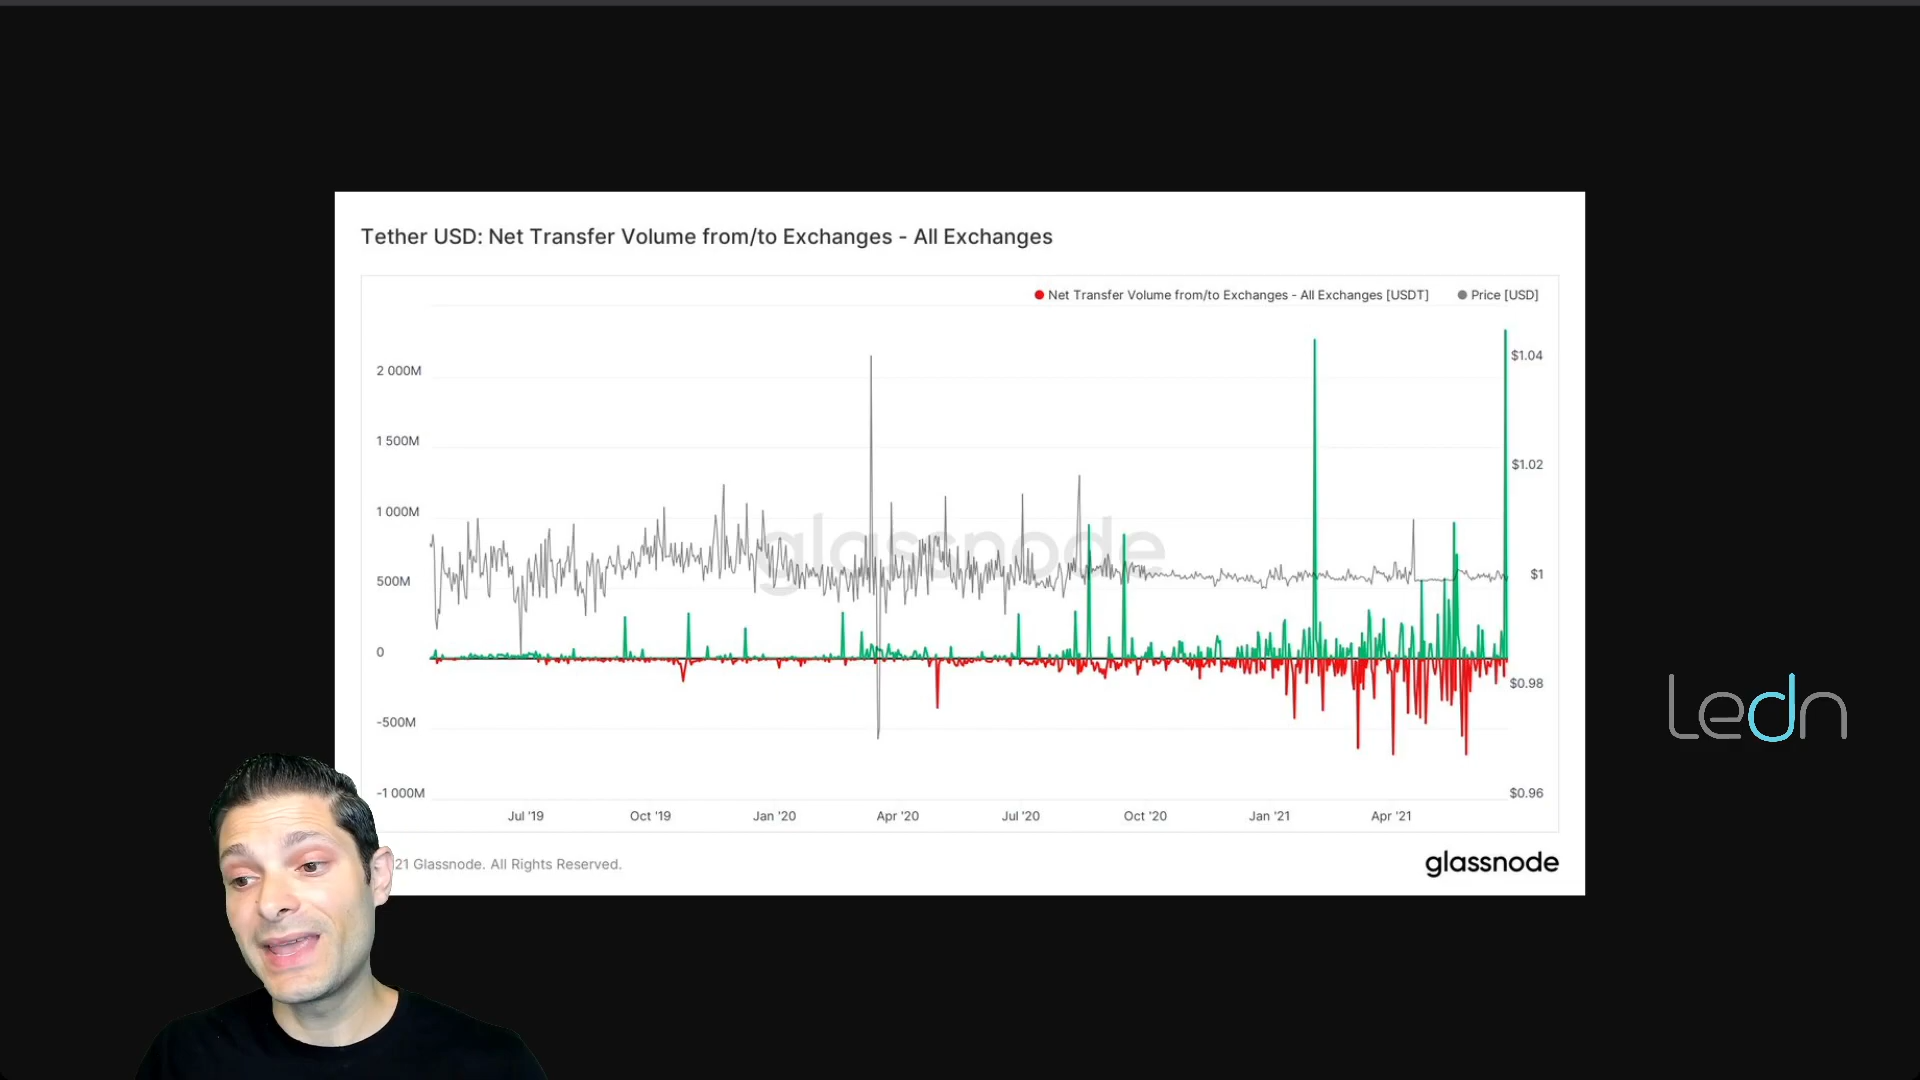 Tether USD: Net Transfer Volume from/to Exchanges - All Exchanges
Net Transfer Volume from/to Exchanges - All Exchanges [USDT]
Price [USD]
2 000M
1 500M
1 000M
500M
0
-500M
-1 000M
$1.04
$1.02
$1
$0.98
$0.96
glassnode
Jul '19
Oct '19
Jan '20
Apr '20
Jul '20
Oct '20
Jan '21
Apr '21
21 Glassnode. All Rights Reserved.
glassnode
ledn